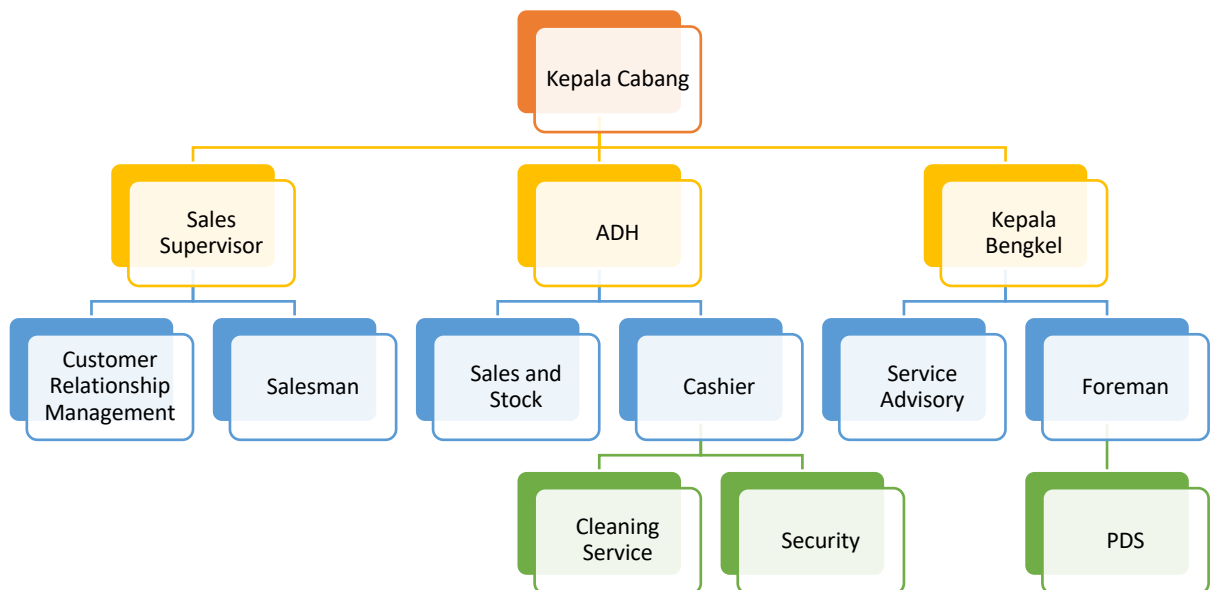 Kepala Cabang
Sales
Supervisor
ADH
Kepala
Bengkel
Customer
Relationship
Management
Salesman
Sales and
Stock
Cashier
Service
Advisory
Foreman
Cleaning
Service
Security
PDS